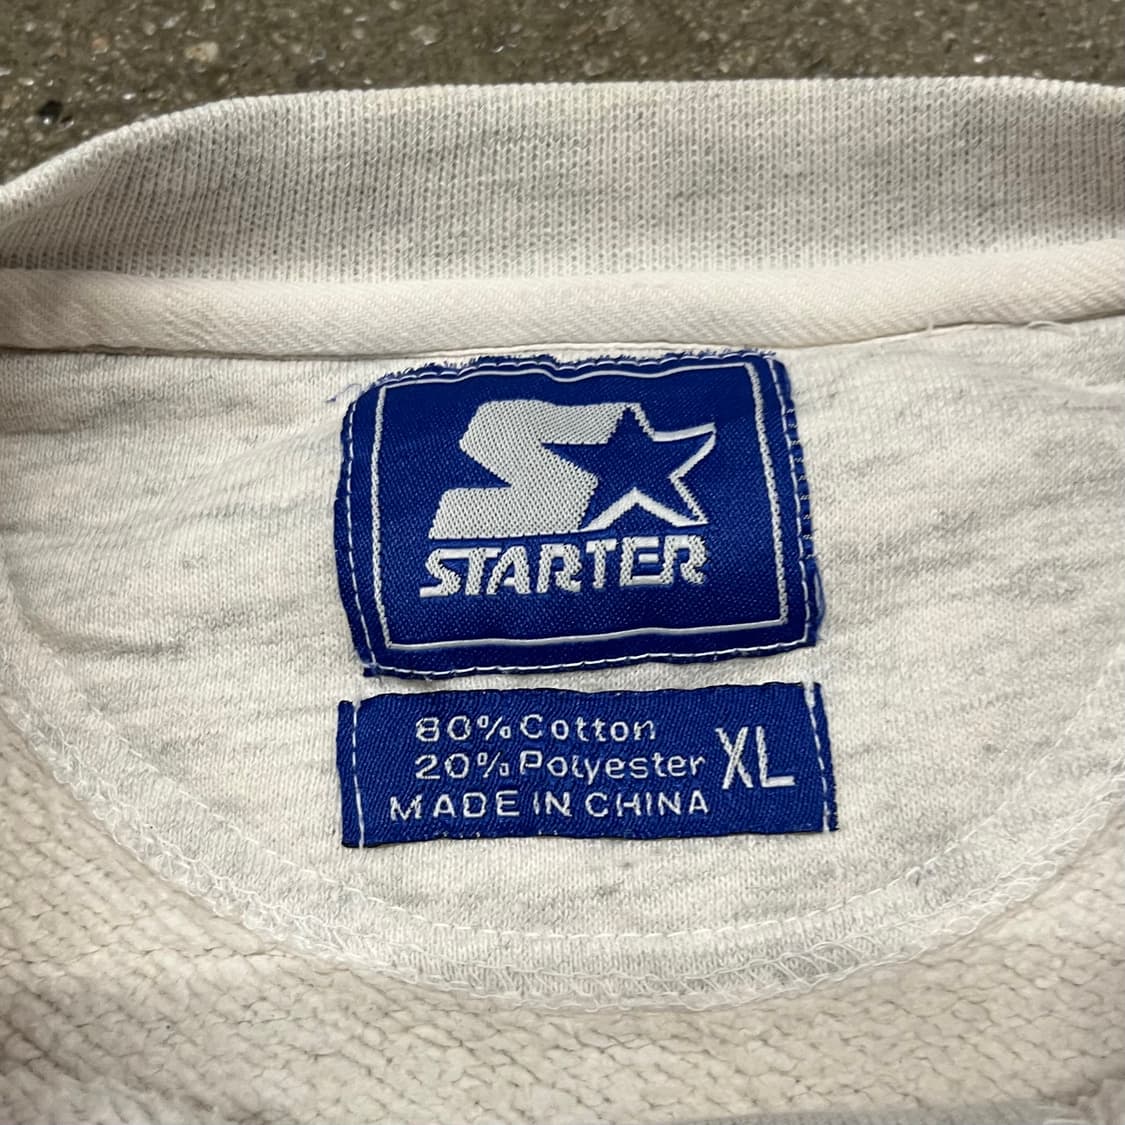 STARTER
80% Cotton
20% Polyester
XL
MADE IN CHINA